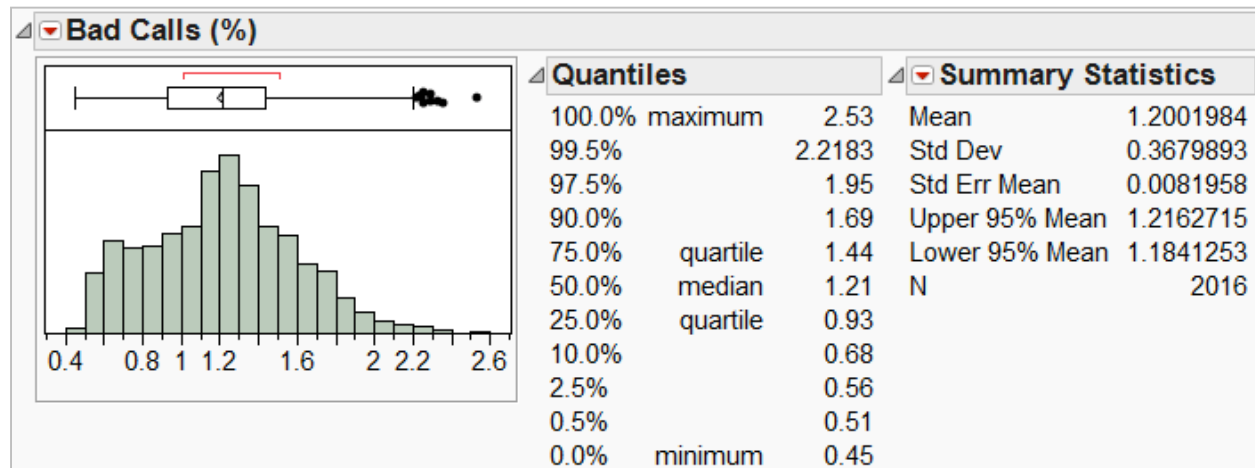 Bad Calls (%)
0.4 0.8 1 1.2 1.6 2 2.2 2.6
Quantiles
100.0% maximum 2.53
99.5% 2.2183
97.5% 1.95
90.0% 1.69
75.0% quartile 1.44
50.0% median 1.21
25.0% quartile 0.93
10.0% 0.68
2.5% 0.56
0.5% 0.51
0.0% minimum 0.45
Summary Statistics
Mean 1.2001984
Std Dev 0.3679893
Std Err Mean 0.0081958
Upper 95% Mean 1.2162715
Lower 95% Mean 1.1841253
N 2016